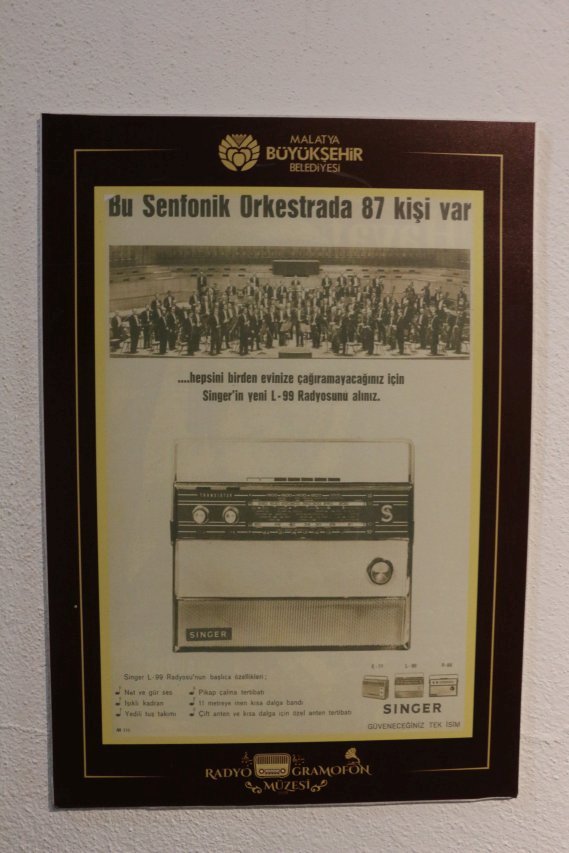 MALATYA
BÜYÜKŞEHİR
BELEDİYESİ
Bu Senfonik Orkestrada 87 kişi var
....hepsini birden evinize çağıramayacağınız için
Singer'in yeni L-99 Radyosunu alınız.
TRANSISTOR
S
SINGER
Singer L-99 Radyosu'nun başlıca özellikleri;
Net ve gür ses
Işıklı kadran
Yedili tuş takımı
Pikap çalma tertibatı
11 metreye inen kısa dalga bandı
Çift anten ve kısa dalga için özel anten tertibatı
SINGER
GÜVENECEĞİNİZ TEK İSİM
RADYO GRAMOFON
MÜZESİ